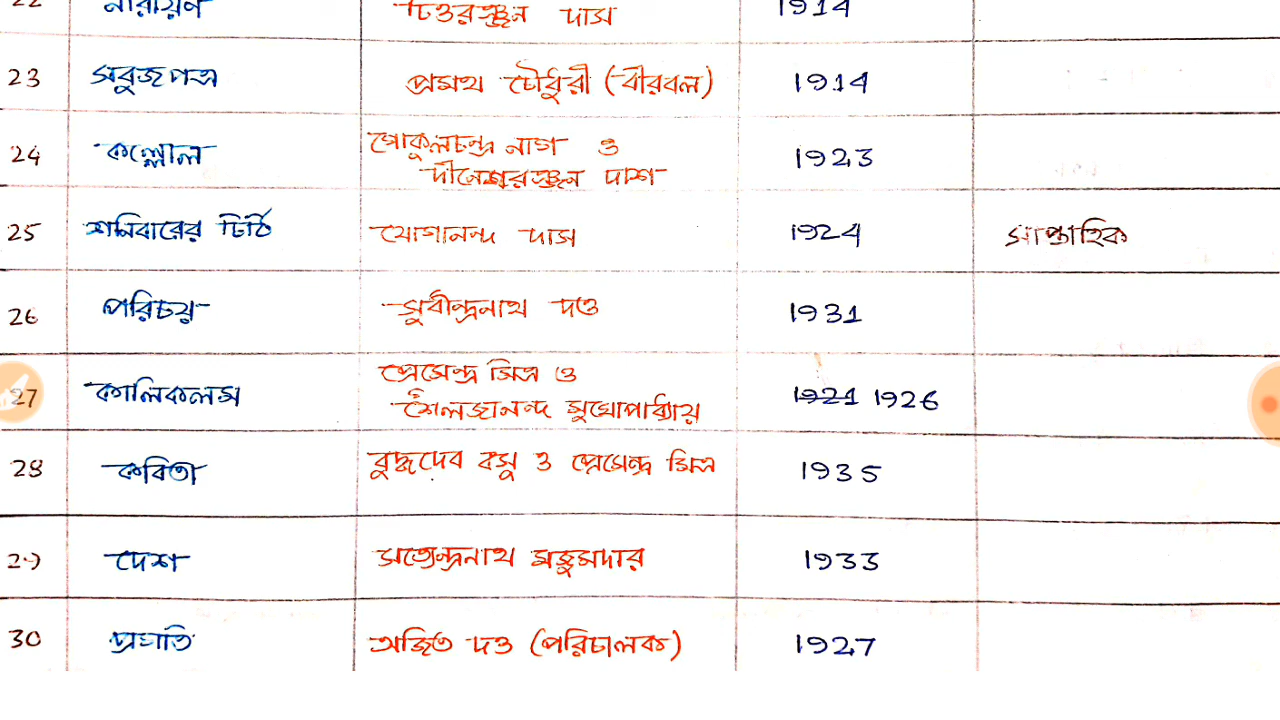 22 নারায়ণ চিত্তরঞ্জন দাস 1914
23 সবুজপত্র প্রমথ চৌধুরী (বীরবল) 1914
24 কল্লোল গোকুলচন্দ্র নাগ ও 1923
দীনেশরঞ্জন দাশ
25 শনিবারের চিঠি যোগানন্দ দাস 1924 সাপ্তাহিক
26 পরিচয় সুধীন্দ্রনাথ দত্ত 1931
প্রেমেন্দ্র মিত্র ও
27 কালিকলম শৈলজানন্দ মুখোপাধ্যায় 1921 1926
28 কবিতা বুদ্ধদেব বসু ও প্রেমেন্দ্র মিত্র 1935
29 দেশ সত্যেন্দ্রনাথ মজুমদার 1933
30 প্রগতি অজিত দত্ত (পরিচালক) 1927